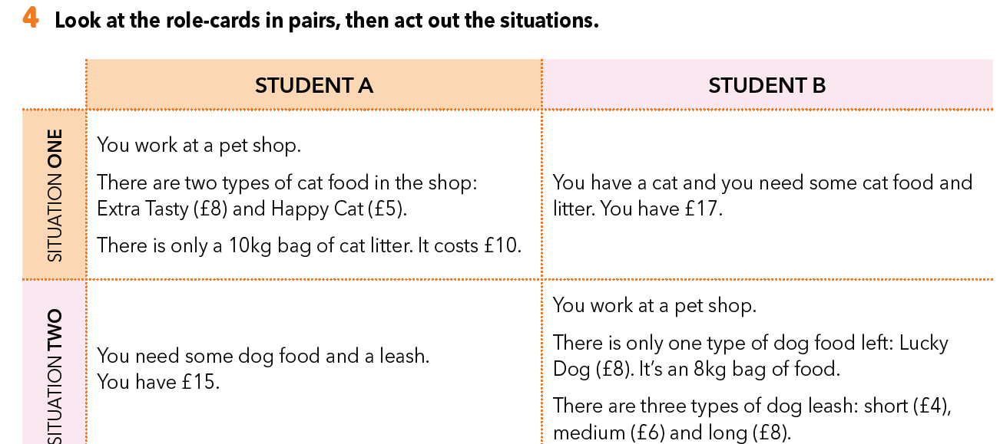 4 Look at the role-cards in pairs, then act out the situations.
STUDENT A
STUDENT B
SITUATION ONE
You work at a pet shop.
There are two types of cat food in the shop:
Extra Tasty (£8) and Happy Cat (£5).
There is only a 10kg bag of cat litter. It costs £10.
You have a cat and you need some cat food and
litter. You have £17.
SITUATION TWO
You need some dog food and a leash.
You have £15.
You work at a pet shop.
There is only one type of dog food left: Lucky
Dog (£8). It’s an 8kg bag of food.
There are three types of dog leash: short (£4),
medium (£6) and long (£8).